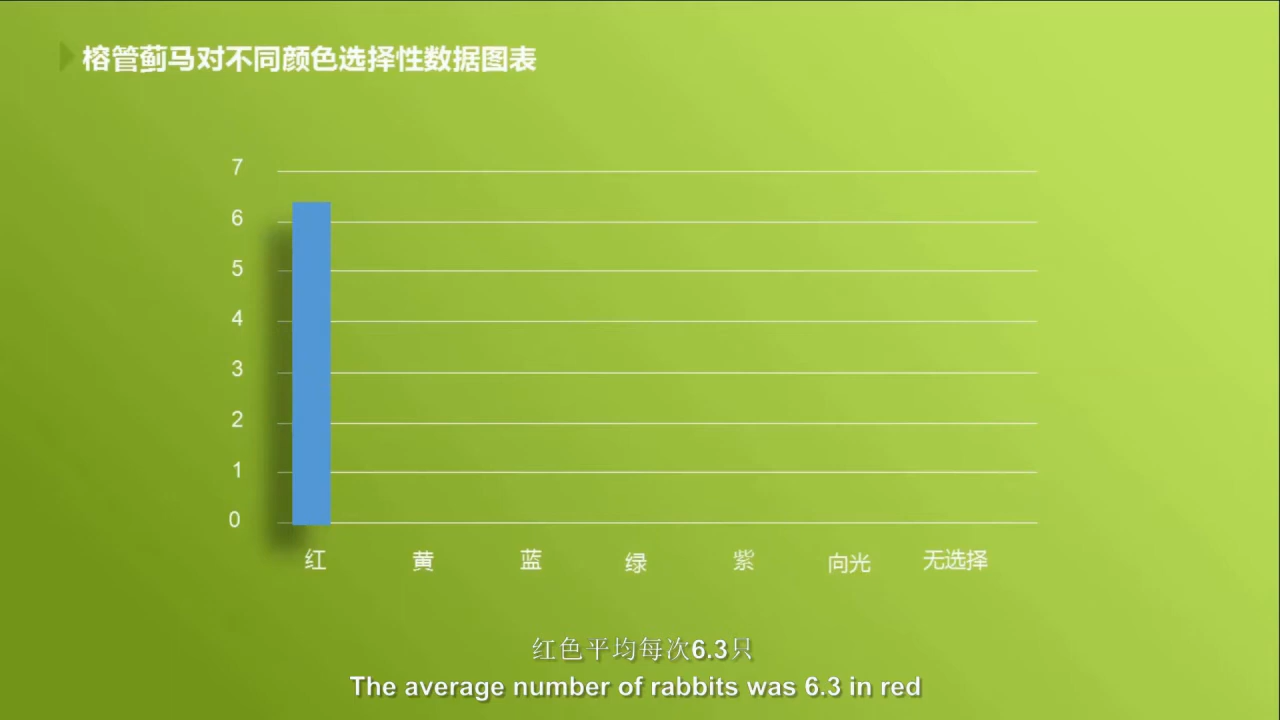 榕管蓟马对不同颜色选择性数据图表
7
6
5
4
3
2
1
0
红 黄 蓝 绿 紫 向光 无选择
红色平均每次6.3只
The average number of rabbits was 6.3 in red